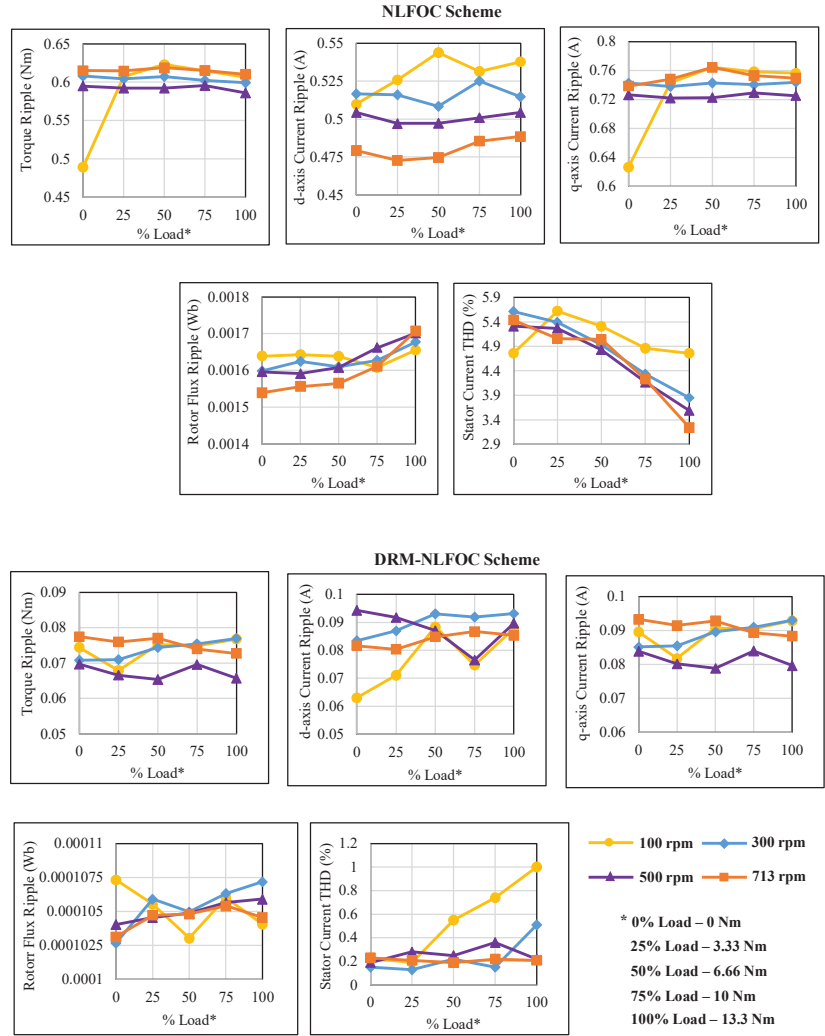 NLFOC Scheme
Torque Ripple (Nm)
0.65
0.6
0.55
0.5
0.45
0 25 50 75 100
% Load*
d-axis Current Ripple (A)
0.55
0.525
0.5
0.475
0.45
0 25 50 75 100
% Load*
q-axis Current Ripple (A)
0.8
0.76
0.72
0.68
0.64
0.6
0 25 50 75 100
% Load*
Rotor Flux Ripple (Wb)
0.0018
0.0017
0.0016
0.0015
0.0014
0 25 50 75 100
% Load*
Stator Current THD (%)
5.9
5.4
4.9
4.4
3.9
3.4
2.9
0 25 50 75 100
% Load*
DRM-NLFOC Scheme
Torque Ripple (Nm)
0.09
0.08
0.07
0.06
0.05
0 25 50 75 100
% Load*
d-axis Current Ripple (A)
0.1
0.09
0.08
0.07
0.06
0.05
0 25 50 75 100
% Load*
q-axis Current Ripple (A)
0.1
0.09
0.08
0.07
0.06
0 25 50 75 100
% Load*
Rotorr Flux Ripple (Wb)
0.00011
0.0001075
0.000105
0.0001025
0.0001
0 25 50 75 100
% Load*
Stator Current THD (%)
1.2
1
0.8
0.6
0.4
0.2
0
0 25 50 75 100
% Load*
100 rpm 300 rpm
500 rpm 713 rpm
* 0% Load – 0 Nm
25% Load – 3.33 Nm
50% Load – 6.66 Nm
75% Load – 10 Nm
100% Load – 13.3 Nm